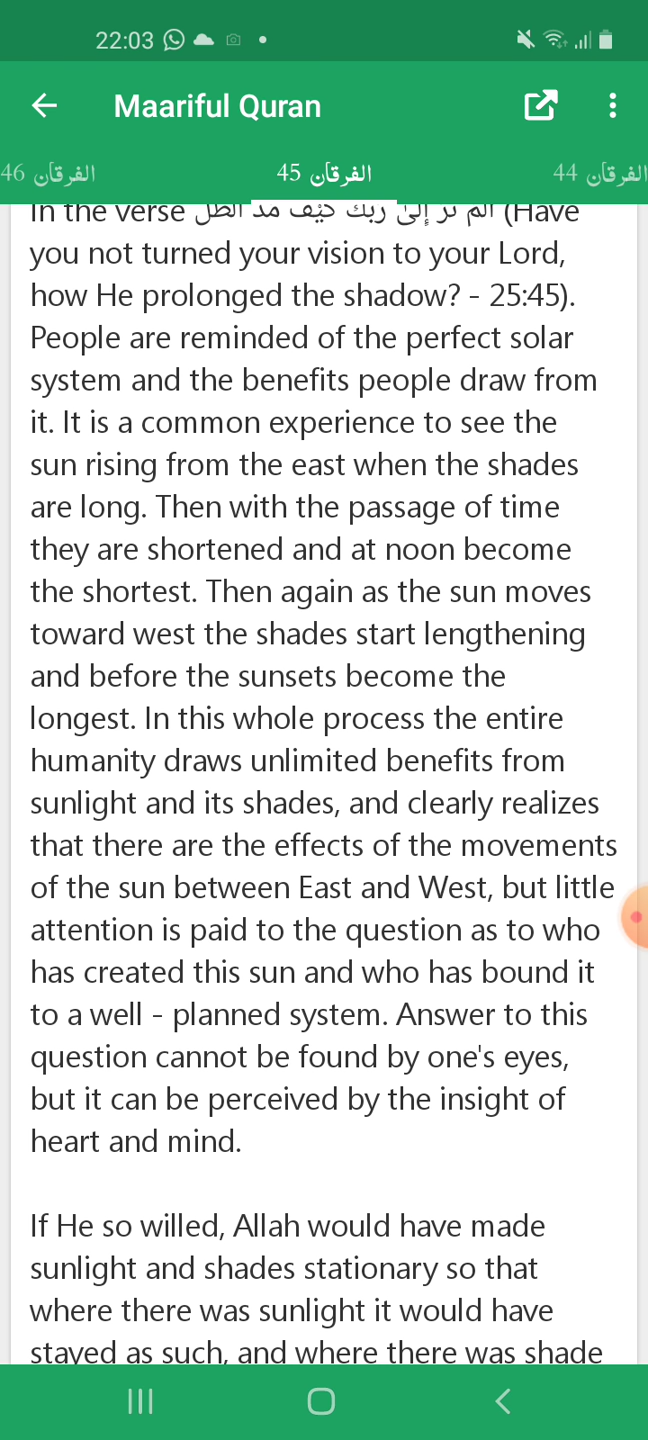 22:03
Maariful Quran
46 الفرقان
45 الفرقان
44 الفرقان
In the verse الم تر إلىٰ ربك كيْف مد الظل (Have
you not turned your vision to your Lord,
how He prolonged the shadow? - 25:45).
People are reminded of the perfect solar
system and the benefits people draw from
it. It is a common experience to see the
sun rising from the east when the shades
are long. Then with the passage of time
they are shortened and at noon become
the shortest. Then again as the sun moves
toward west the shades start lengthening
and before the sunsets become the
longest. In this whole process the entire
humanity draws unlimited benefits from
sunlight and its shades, and clearly realizes
that there are the effects of the movements
of the sun between East and West, but little
attention is paid to the question as to who
has created this sun and who has bound it
to a well - planned system. Answer to this
question cannot be found by one's eyes,
but it can be perceived by the insight of
heart and mind.
If He so willed, Allah would have made
sunlight and shades stationary so that
where there was sunlight it would have
stayed as such, and where there was shade